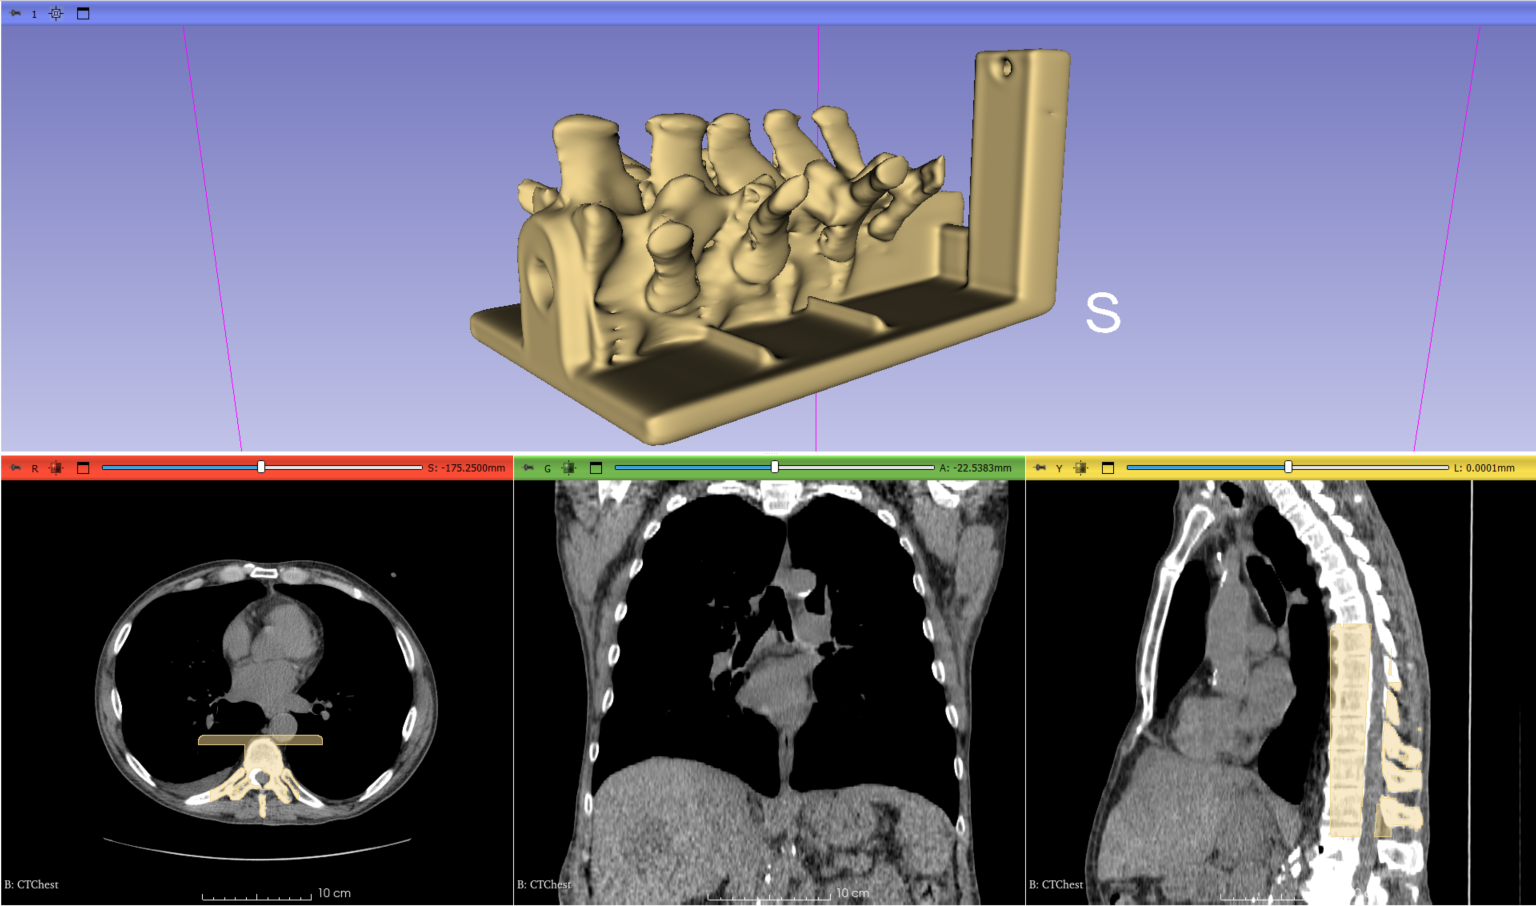 1
S
R
S: -175.2500mm
G
A: -22.5383mm
Y
L: 0.0001mm
B: CTChest
10 cm
B: CTChest
10 cm
B: CTChest